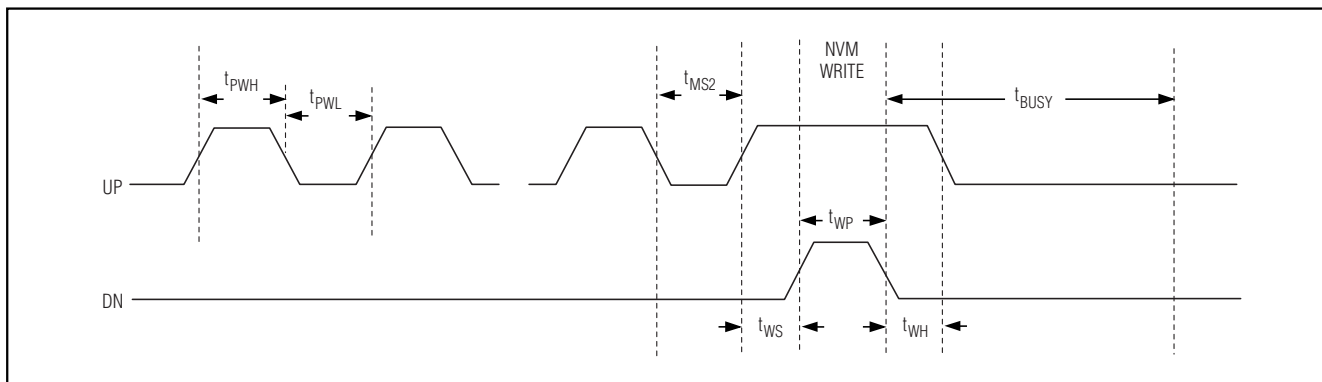 NVM
WRITE
tPWH
tPWL
tMS2
tBUSY
UP
tWP
DN
tWS
tWH